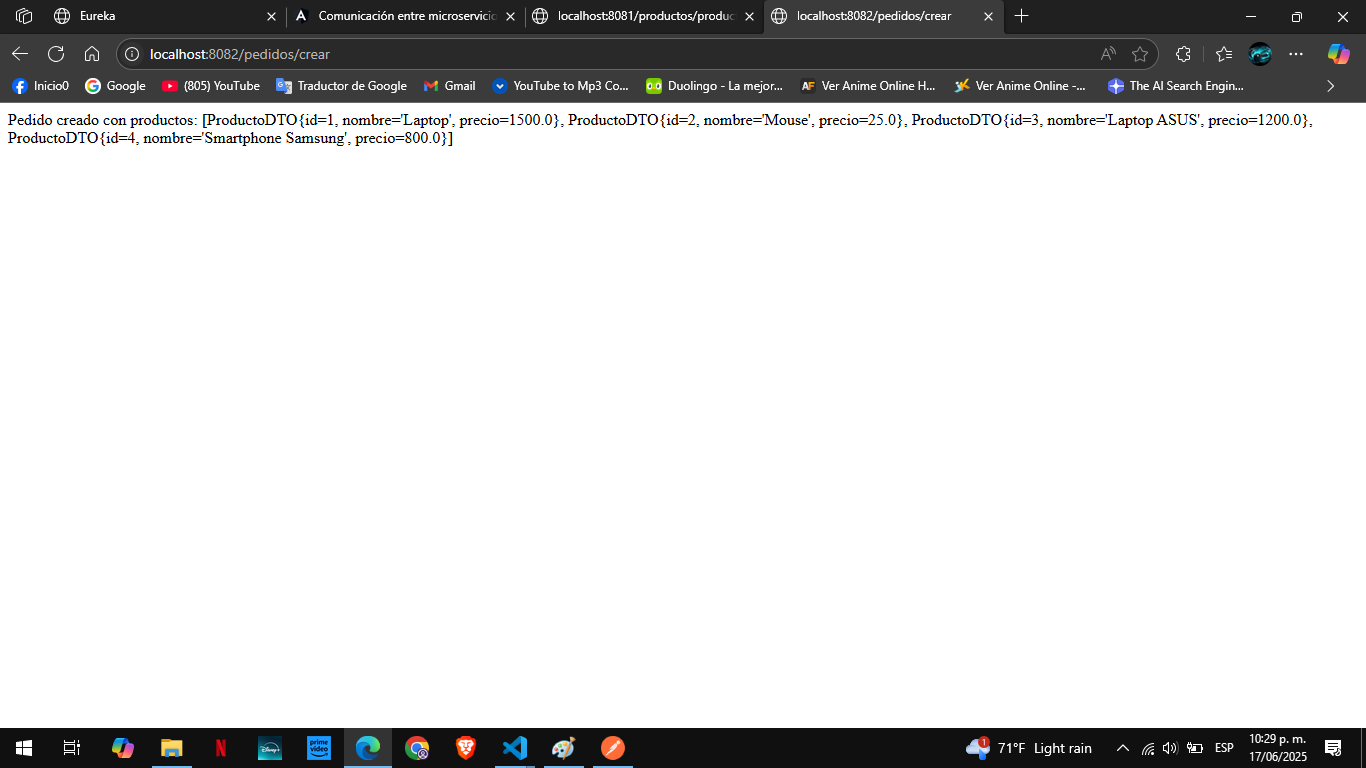 Eureka
Comunicación entre microservicio
localhost:8081/productos/produc
localhost:8082/pedidos/crear
localhost:8082/pedidos/crear
Inicio0
Google
(805) YouTube
Traductor de Google
Gmail
YouTube to Mp3 Co...
Duolingo - La mejor...
Ver Anime Online H...
Ver Anime Online -...
The AI Search Engin...
Pedido creado con productos: [ProductoDTO{id=1, nombre='Laptop', precio=1500.0}, ProductoDTO{id=2, nombre='Mouse', precio=25.0}, ProductoDTO{id=3, nombre='Laptop ASUS', precio=1200.0},
ProductoDTO{id=4, nombre='Smartphone Samsung', precio=800.0}]
Disney+
prime video
1
71°F Light rain
ESP
10:29 p. m.
17/06/2025